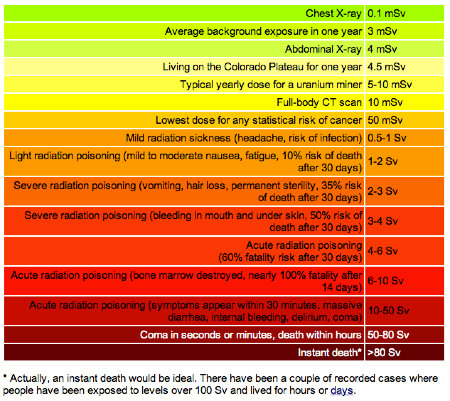 Chest X-ray 0.1 mSv
Average background exposure in one year 3 mSv
Abdominal X-ray 4 mSv
Living on the Colorado Plateau for one year 4.5 mSv
Typical yearly dose for a uranium miner 5-10 mSv
Full-body CT scan 10 mSv
Lowest dose for any statistical risk of cancer 50 mSv
Mild radiation sickness (headache, risk of infection) 0.5-1 Sv
Light radiation poisoning (mild to moderate nausea, fatigue, 10% risk of death
after 30 days) 1-2 Sv
Severe radiation poisoning (vomiting, hair loss, permanent sterility, 35% risk
of death after 30 days) 2-3 Sv
Severe radiation poisoning (bleeding in mouth and under skin, 50% risk of
death after 30 days) 3-4 Sv
Acute radiation poisoning
(60% fatality risk after 30 days) 4-6 Sv
Acute radiation poisoning (bone marrow destroyed, nearly 100% fatality after
14 days) 6-10 Sv
Acute radiation poisoning (symptoms appear within 30 minutes, massive
diarrhea, internal bleeding, delirium, coma) 10-50 Sv
Coma in seconds or minutes, death within hours 50-80 Sv
Instant death* >80 Sv
* Actually, an instant death would be ideal. There have been a couple of recorded cases where
people have been exposed to levels over 100 Sv and lived for hours or days.